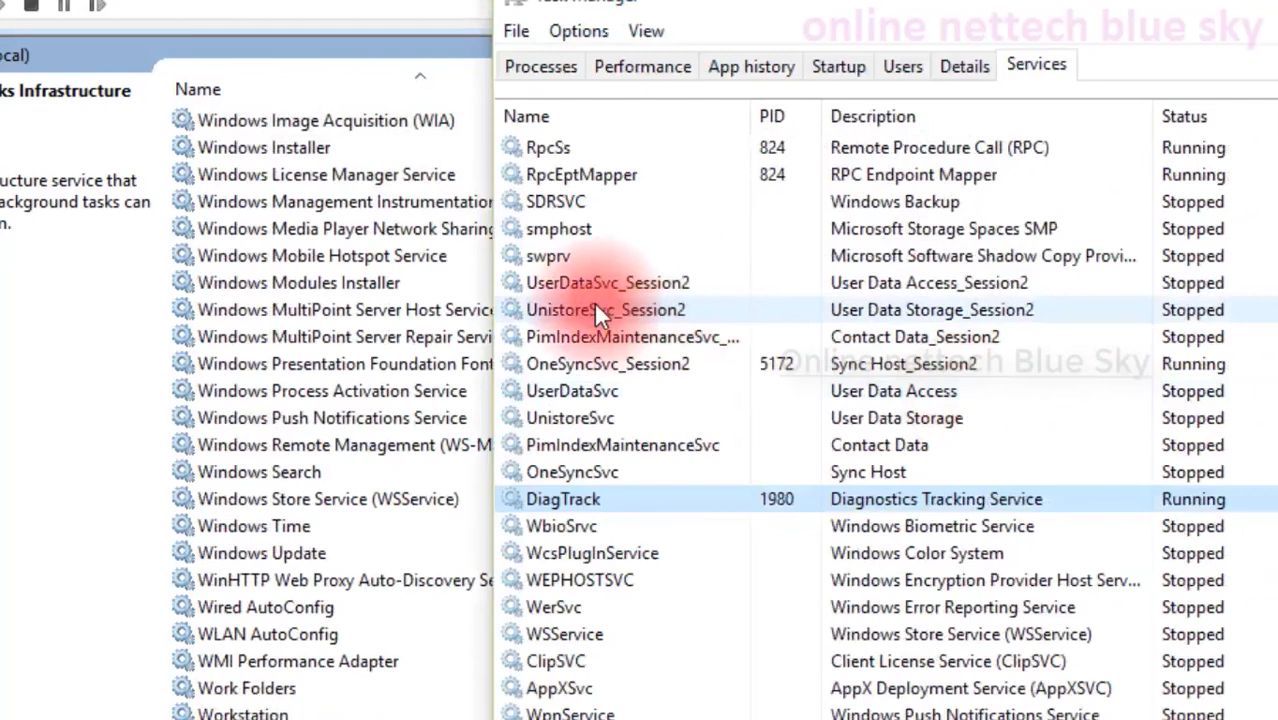 Task Manager
online nettech blue sky
File Options View
ocal)
Processes Performance App history Startup Users Details Services
ks Infrastructure
ructure service that
ackground tasks can
n.
Name
Windows Image Acquisition (WIA)
Windows Installer
Windows License Manager Service
Windows Management Instrumentation
Windows Media Player Network Sharing
Windows Mobile Hotspot Service
Windows Modules Installer
Windows MultiPoint Server Host Service
Windows MultiPoint Server Repair Servi
Windows Presentation Foundation Font
Windows Process Activation Service
Windows Push Notifications Service
Windows Remote Management (WS-M
Windows Search
Windows Store Service (WSService)
Windows Time
Windows Update
WinHTTP Web Proxy Auto-Discovery Se
Wired AutoConfig
WLAN AutoConfig
WMI Performance Adapter
Work Folders
Workstation
Name PID Description Status
RpcSs 824 Remote Procedure Call (RPC) Running
RpcEptMapper 824 RPC Endpoint Mapper Running
SDRSVC Windows Backup Stopped
smphost Microsoft Storage Spaces SMP Stopped
swprv Microsoft Software Shadow Copy Provi... Stopped
UserDataSvc_Session2 User Data Access_Session2 Stopped
UnistoreSvc_Session2 User Data Storage_Session2 Stopped
PimIndexMaintenanceSvc_... Contact Data_Session2 Stopped
OneSyncSvc_Session2 5172 Sync Host_Session2 Running
Online nettech Blue Sky
UserDataSvc User Data Access Stopped
UnistoreSvc User Data Storage Stopped
PimIndexMaintenanceSvc Contact Data Stopped
OneSyncSvc Sync Host Stopped
DiagTrack 1980 Diagnostics Tracking Service Running
WbioSrvc Windows Biometric Service Stopped
WcsPlugInService Windows Color System Stopped
WEPHOSTSVC Windows Encryption Provider Host Serv... Stopped
WerSvc Windows Error Reporting Service Stopped
WSService Windows Store Service (WSService) Stopped
ClipSVC Client License Service (ClipSVC) Stopped
AppXSvc AppX Deployment Service (AppXSVC) Stopped
WpnService Windows Push Notifications Service Stopped